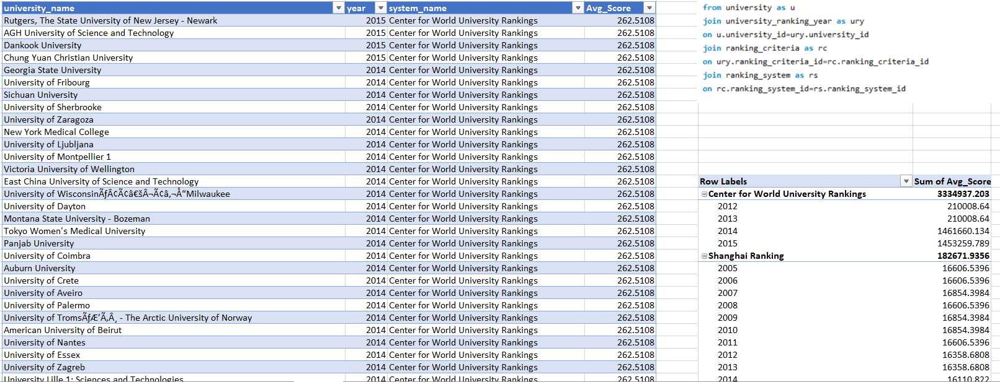 university_name year system_name Avg_Score
Rutgers, The State University of New Jersey - Newark 2015 Center for World University Rankings 262.5108
AGH University of Science and Technology 2015 Center for World University Rankings 262.5108
Dankook University 2015 Center for World University Rankings 262.5108
Chung Yuan Christian University 2015 Center for World University Rankings 262.5108
Georgia State University 2014 Center for World University Rankings 262.5108
University of Fribourg 2014 Center for World University Rankings 262.5108
Sichuan University 2014 Center for World University Rankings 262.5108
University of Sherbrooke 2014 Center for World University Rankings 262.5108
University of Zaragoza 2014 Center for World University Rankings 262.5108
New York Medical College 2014 Center for World University Rankings 262.5108
University of Ljubljana 2014 Center for World University Rankings 262.5108
University of Montpellier 1 2014 Center for World University Rankings 262.5108
Victoria University of Wellington 2014 Center for World University Rankings 262.5108
East China University of Science and Technology 2014 Center for World University Rankings 262.5108
University of WisconsinÃƒÂ¢Ã¢â€šÂ¬Ã¢â‚¬Å“Milwaukee 2014 Center for World University Rankings 262.5108
University of Dayton 2014 Center for World University Rankings 262.5108
Montana State University - Bozeman 2014 Center for World University Rankings 262.5108
Tokyo Women's Medical University 2014 Center for World University Rankings 262.5108
Panjab University 2014 Center for World University Rankings 262.5108
University of Coimbra 2014 Center for World University Rankings 262.5108
Auburn University 2014 Center for World University Rankings 262.5108
University of Crete 2014 Center for World University Rankings 262.5108
University of Aveiro 2014 Center for World University Rankings 262.5108
University of Palermo 2014 Center for World University Rankings 262.5108
University of TromsÃƒÆ’Ã‚Â¸ - The Arctic University of Norway 2014 Center for World University Rankings 262.5108
American University of Beirut 2014 Center for World University Rankings 262.5108
University of Nantes 2014 Center for World University Rankings 262.5108
University of Essex 2014 Center for World University Rankings 262.5108
University of Zagreb 2014 Center for World University Rankings 262.5108
University Lille 1: Sciences and Technologies 2014 Center for World University Rankings 262.5108
from university as u
join university_ranking_year as ury
on u.university_id=ury.university_id
join ranking_criteria as rc
on ury.ranking_criteria_id=rc.ranking_criteria_id
join ranking_system as rs
on rc.ranking_system_id=rs.ranking_system_id
Row Labels Sum of Avg_Score
Center for World University Rankings 3334937.203
2012 210008.64
2013 210008.64
2014 1461660.134
2015 1453259.789
Shanghai Ranking 182671.9356
2005 16606.5396
2006 16606.5396
2007 16854.3984
2008 16606.5396
2009 16854.3984
2010 16854.3984
2011 16606.5396
2012 16358.6808
2013 16358.6808
2014 16110.822